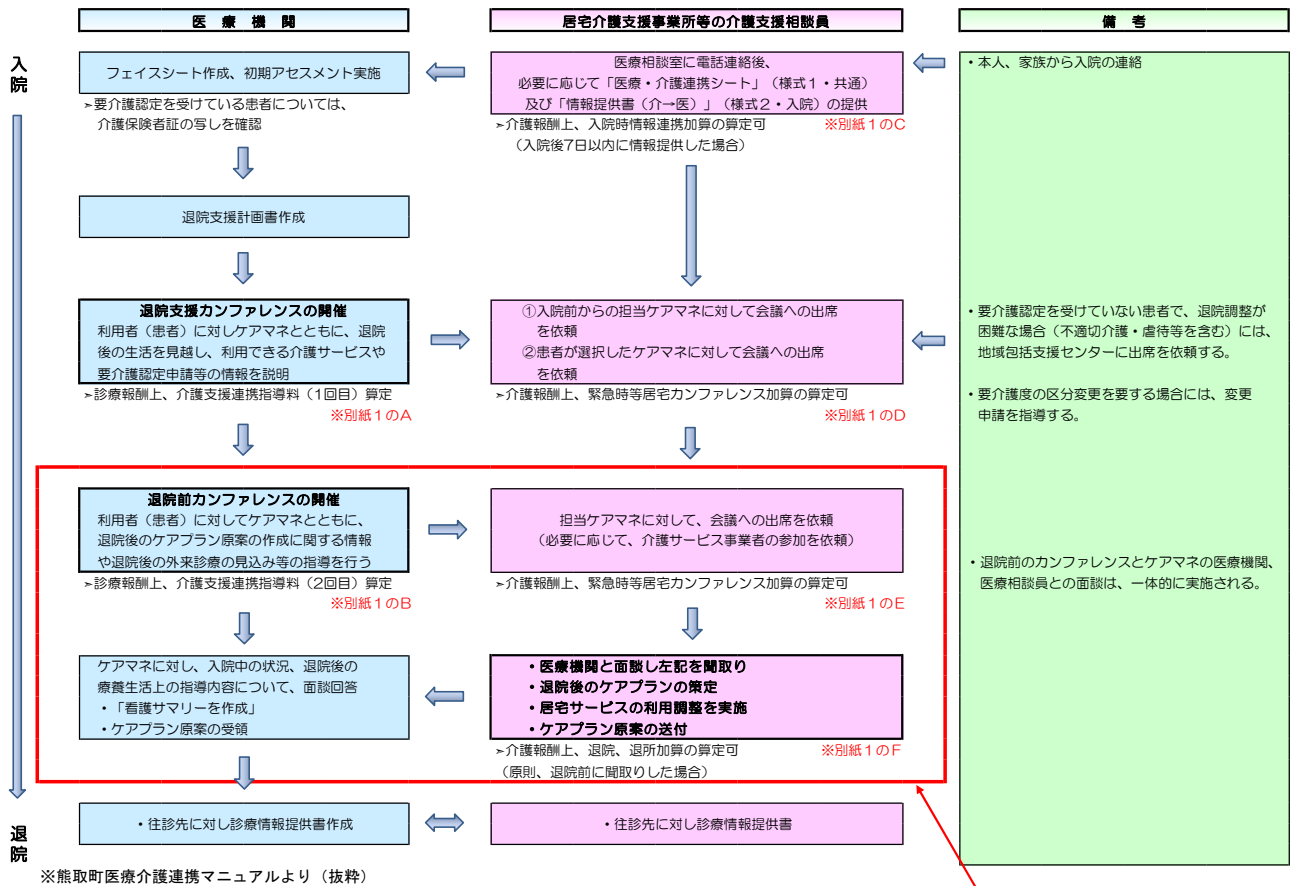 医 療 機 関
居宅介護支援事業所等の介護支援相談員
備 考
入院
フェイスシート作成、初期アセスメント実施
医療相談室に電話連絡後、
必要に応じて「医療・介護連携シート」（様式１・共通）
及び「情報提供書（介→医）」（様式２・入院）の提供
・本人、家族から入院の連絡
➢要介護認定を受けている患者については、
介護保険者証の写しを確認
➢介護報酬上、入院時情報連携加算の算定可
※別紙１のC
（入院後7日以内に情報提供した場合）
退院支援計画書作成
退院支援カンファレンスの開催
利用者（患者）に対しケアマネとともに、退院
後の生活を見越し、利用できる介護サービスや
要介護認定申請等の情報を説明
①入院前からの担当ケアマネに対して会議への出席
を依頼
②患者が選択したケアマネに対して会議への出席
を依頼
・要介護認定を受けていない患者で、退院調整が
困難な場合（不適切介護・虐待等を含む）には、
地域包括支援センターに出席を依頼する。
➢診療報酬上、介護支援連携指導料（1回目）算定
※別紙１のA
➢介護報酬上、緊急時等居宅カンファレンス加算の算定可
※別紙１のD
・要介護度の区分変更を要する場合には、変更
申請を指導する。
退院前カンファレンスの開催
利用者（患者）に対してケアマネとともに、
退院後のケアプラン原案の作成に関する情報
や退院後の外来診療の見込み等の指導を行う
担当ケアマネに対して、会議への出席を依頼
（必要に応じて、介護サービス事業者の参加を依頼）
・退院前のカンファレンスとケアマネの医療機関、
医療相談員との面談は、一体的に実施される。
➢診療報酬上、介護支援連携指導料（2回目）算定
※別紙１のB
➢介護報酬上、緊急時等居宅カンファレンス加算の算定可
※別紙１のE
ケアマネに対し、入院中の状況、退院後の
療養生活上の指導内容について、面談回答
・「看護サマリーを作成」
・ケアプラン原案の受領
・医療機関と面談し左記を聞取り
・退院後のケアプランの策定
・居宅サービスの利用調整を実施
・ケアプラン原案の送付
➢介護報酬上、退院、退所加算の算定可
※別紙１のF
（原則、退院前に聞取りした場合）
退院
・往診先に対し診療情報提供書作成
・往診先に対し診療情報提供書
※熊取町医療介護連携マニュアルより（抜粋）